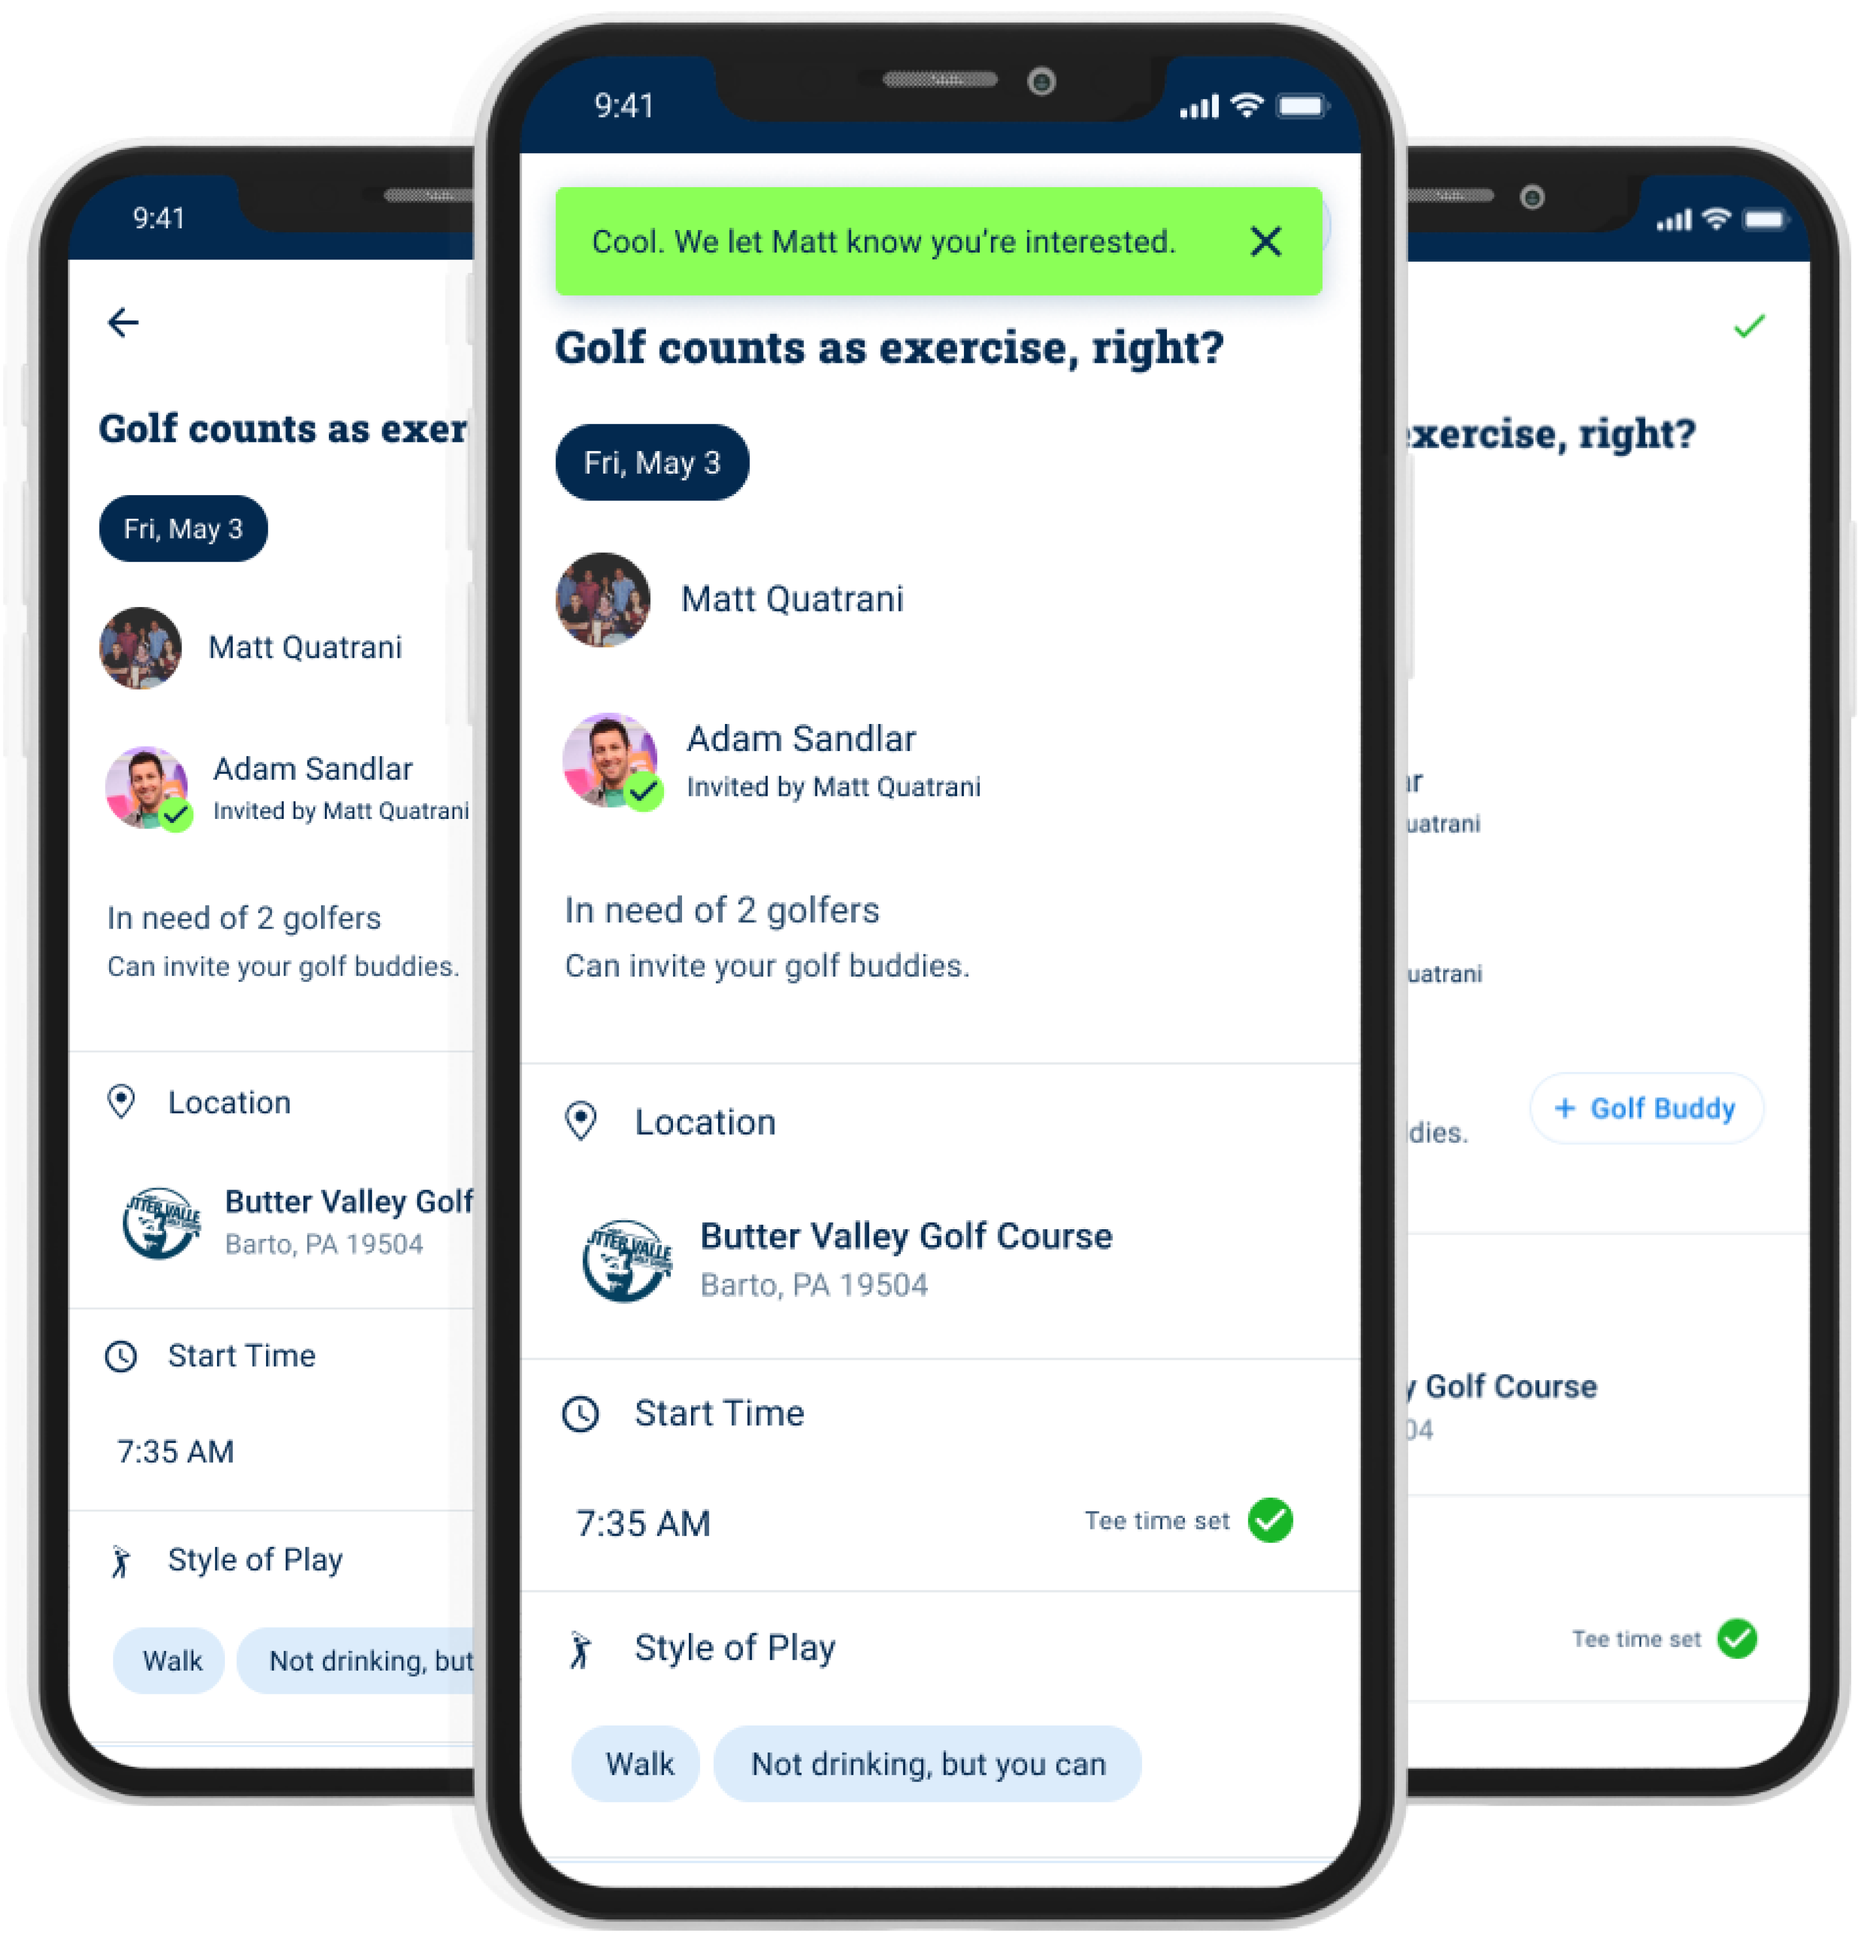 9:41
Golf counts as exer
Fri, May 3
Matt Quatrani
Adam Sandlar
Invited by Matt Quatrani
In need of 2 golfers
Can invite your golf buddies.
Location
Butter Valley Golf
Barto, PA 19504
Start Time
7:35 AM
Style of Play
Walk
Not drinking, but
9:41
Cool. We let Matt know you’re interested.
Golf counts as exercise, right?
Fri, May 3
Matt Quatrani
Adam Sandlar
Invited by Matt Quatrani
In need of 2 golfers
Can invite your golf buddies.
Location
Butter Valley Golf Course
Barto, PA 19504
Start Time
7:35 AM
Tee time set
Style of Play
Walk
Not drinking, but you can
xercise, right?
r
uatrani
uatrani
+ Golf Buddy
dies.
y Golf Course
04
Tee time set